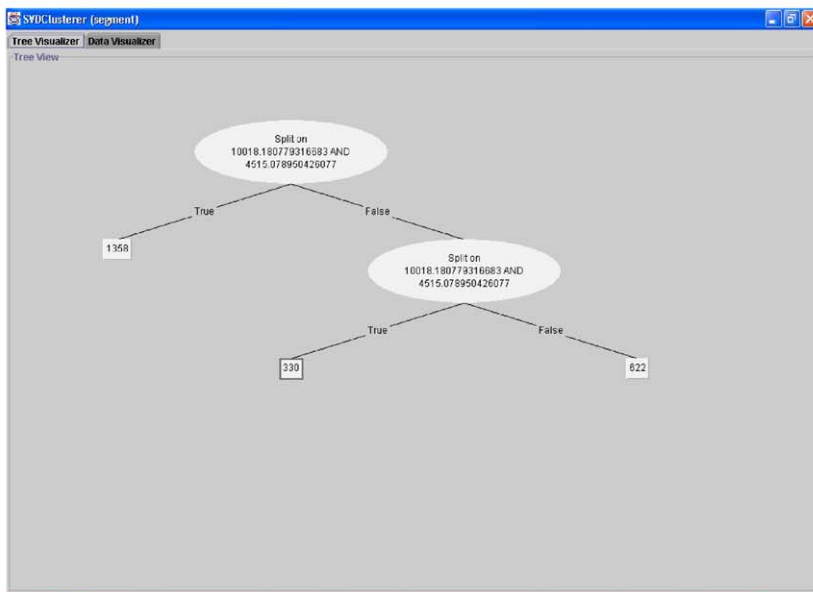 SVDClusterer (segment)
Tree Visualizer Data Visualizer
Tree View
Split on
10018.180779316683 AND
4515.078950426077
True
False
1358
Split on
10018.180779316683 AND
4515.078950426077
True
False
330
622